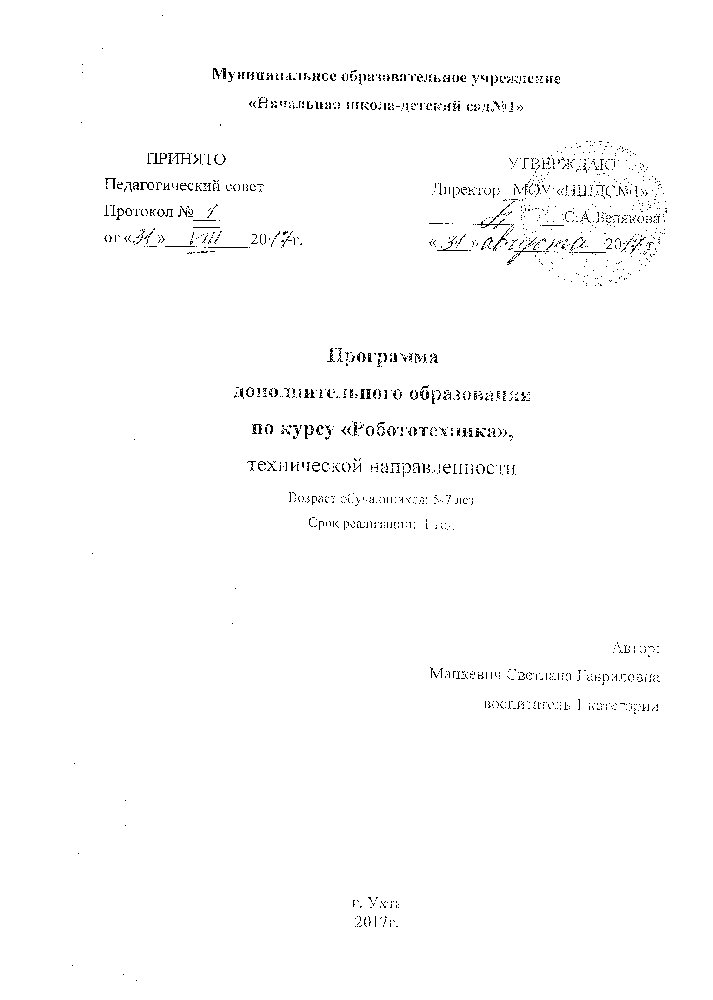 Муниципальное образовательное учреждение
«Начальная школа-детский сад№1»
ПРИНЯТО
Педагогический совет
Протокол № 1
от «31» VIII 2017г.
УТВЕРЖДАЮ
Директор МОУ «НШДС№1»
С.А.Белякова
«31» августа 2017 г.
Программа
дополнительного образования
по курсу «Робототехника»,
технической направленности
Возраст обучающихся: 5-7 лет
Срок реализации: 1 год
Автор:
Мацкевич Светлана Гавриловна
воспитатель 1 категории
г. Ухта
2017г.